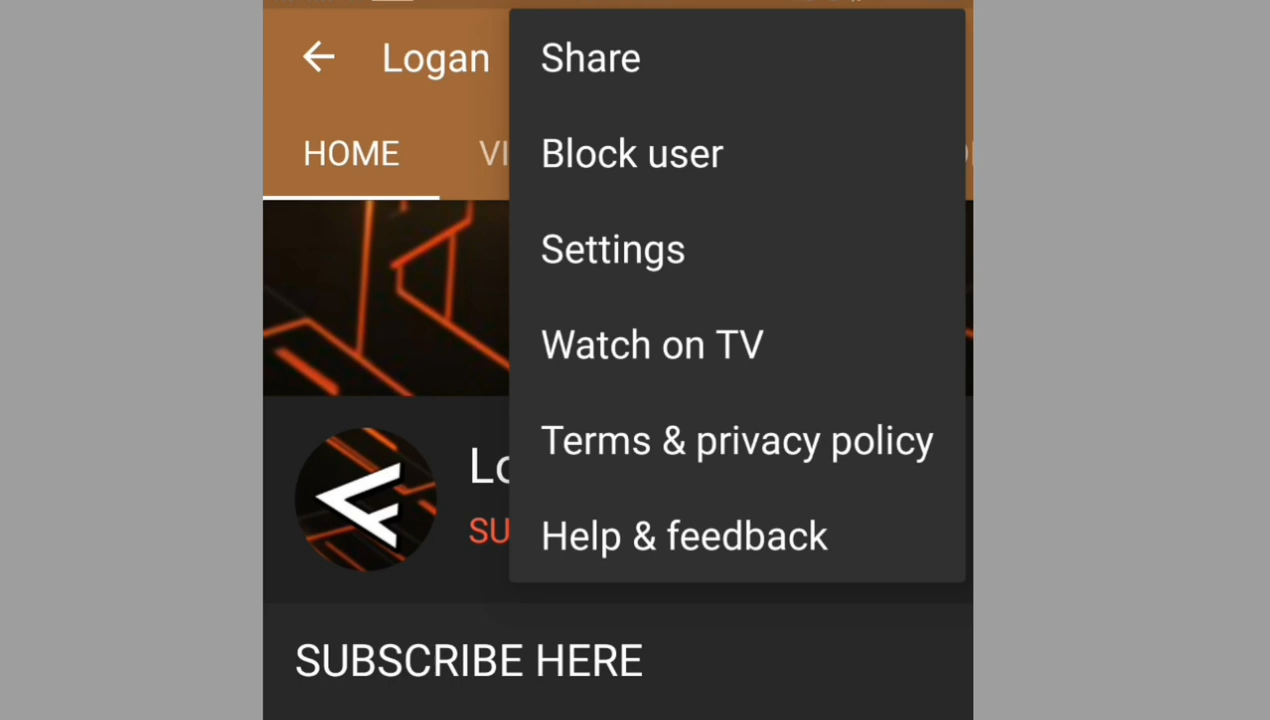 Logan
Share
HOME
Block user
Settings
Watch on TV
Terms & privacy policy
Help & feedback
SUBSCRIBE HERE